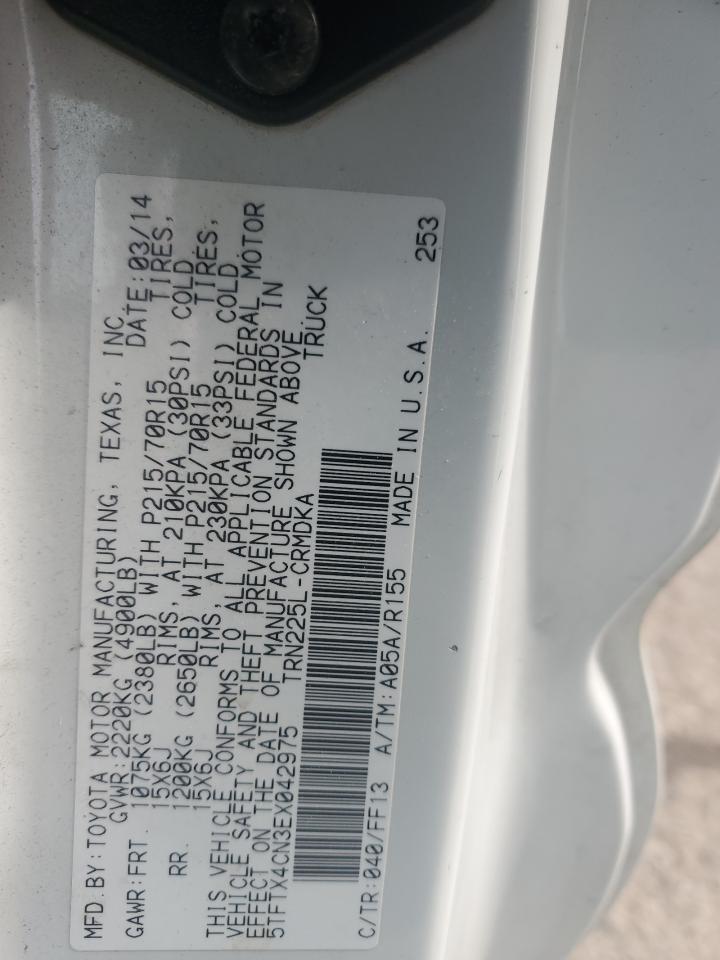 MFD.BY:TOYOTA MOTOR MANUFACTURING, TEXAS, INC.
GVWR:2220KG (4900LB) DATE:03/14
GAWR:FRT. 1075KG (2380LB) WITH P215/70R15 TIRES,
15X6J RIMS, AT 210KPA (30PSI) COLD
RR. 1200KG (2650LB) WITH P215/70R15 TIRES,
15X6J RIMS, AT 230KPA (33PSI) COLD
THIS VEHICLE CONFORMS TO ALL APPLICABLE FEDERAL MOTOR
VEHICLE SAFETY AND THEFT PREVENTION STANDARDS IN
EFFECT ON THE DATE OF MANUFACTURE SHOWN ABOVE.
5TFTX4CN3EX042975 TRN225L-CRMDKA TRUCK
C/TR:040/FF13 A/TM:A05A/R155 MADE IN U.S.A. 253